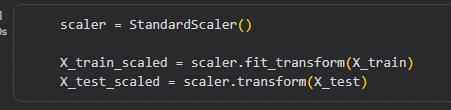 scaler = StandardScaler()
X_train_scaled = scaler.fit_transform(X_train)
X_test_scaled = scaler.transform(X_test)